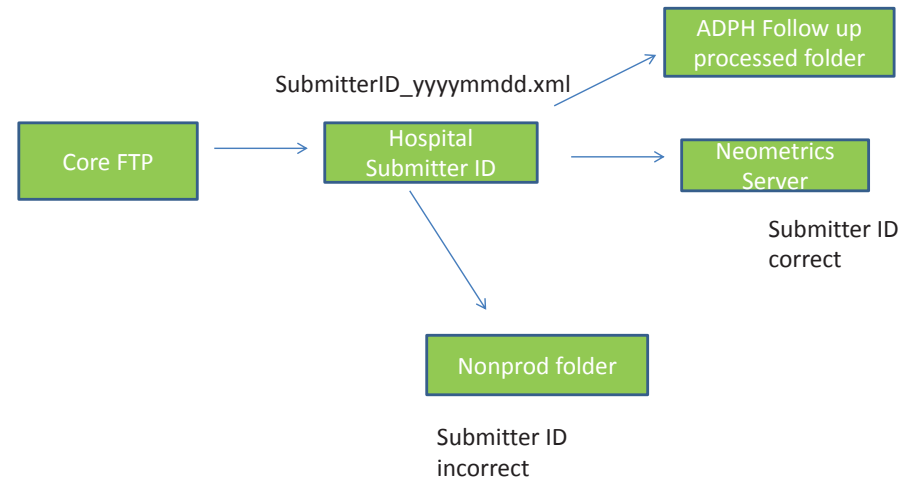 ADPH Follow up
processed folder
SubmitterID_yyyymmdd.xml
Core FTP
Hospital
Submitter ID
Neometrics
Server
Submitter ID
correct
Nonprod folder
Submitter ID
incorrect